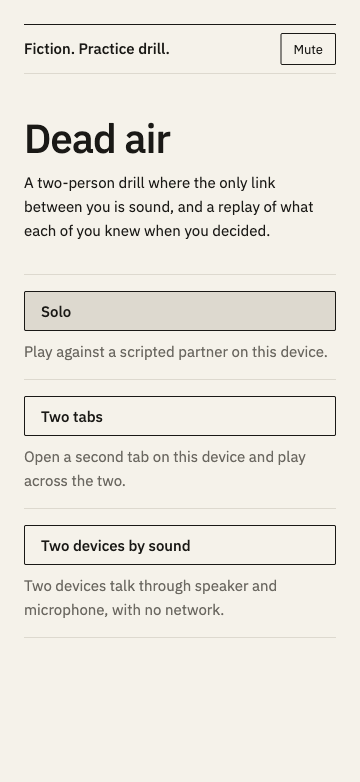 Fiction. Practice drill.
Mute
Dead air
A two-person drill where the only link
between you is sound, and a replay of what
each of you knew when you decided.
Solo
Play against a scripted partner on this device.
Two tabs
Open a second tab on this device and play
across the two.
Two devices by sound
Two devices talk through speaker and
microphone, with no network.